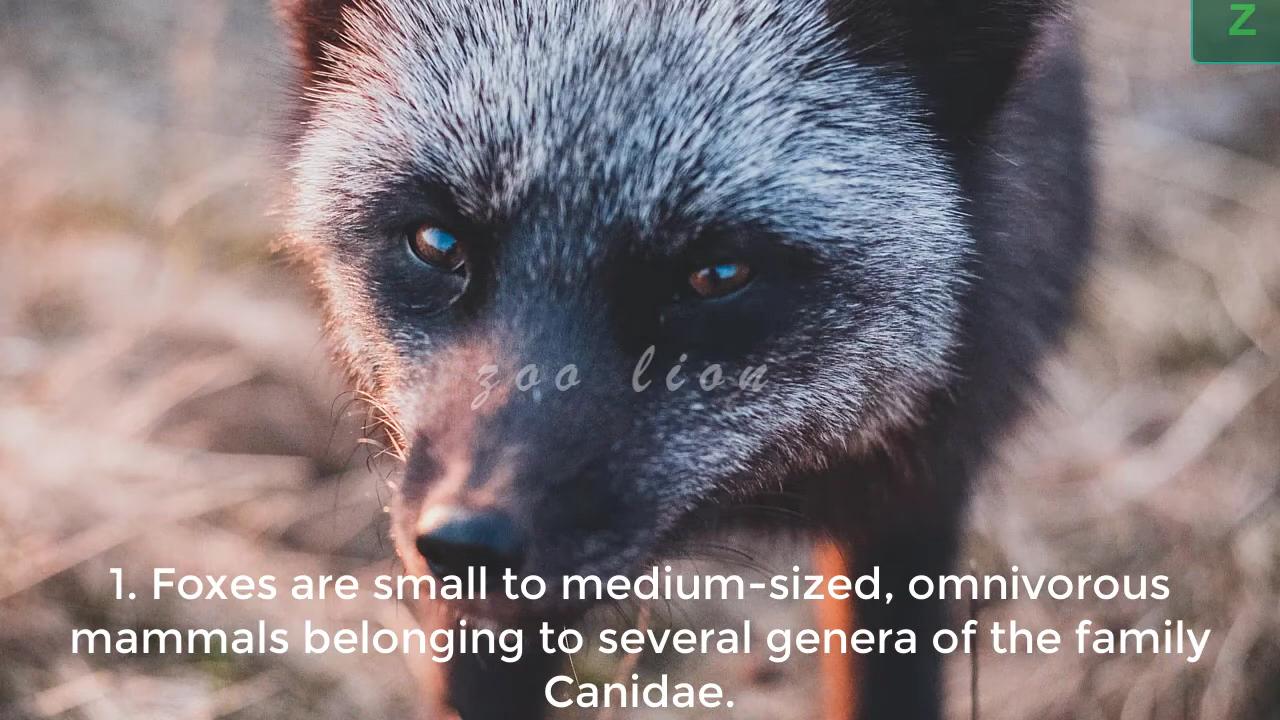 Z
zoo lion
1. Foxes are small to medium-sized, omnivorous
mammals belonging to several genera of the family
Canidae.